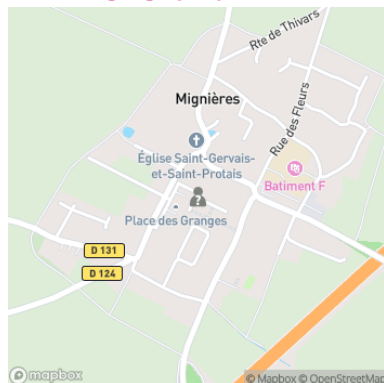 Rte de Thivars
Mignières
Rue des Fleurs
Église Saint-Gervais-
et-Saint-Protais
Batiment F
?
Place des Granges
D 131
D 124
mapbox
© Mapbox © OpenStreetMap